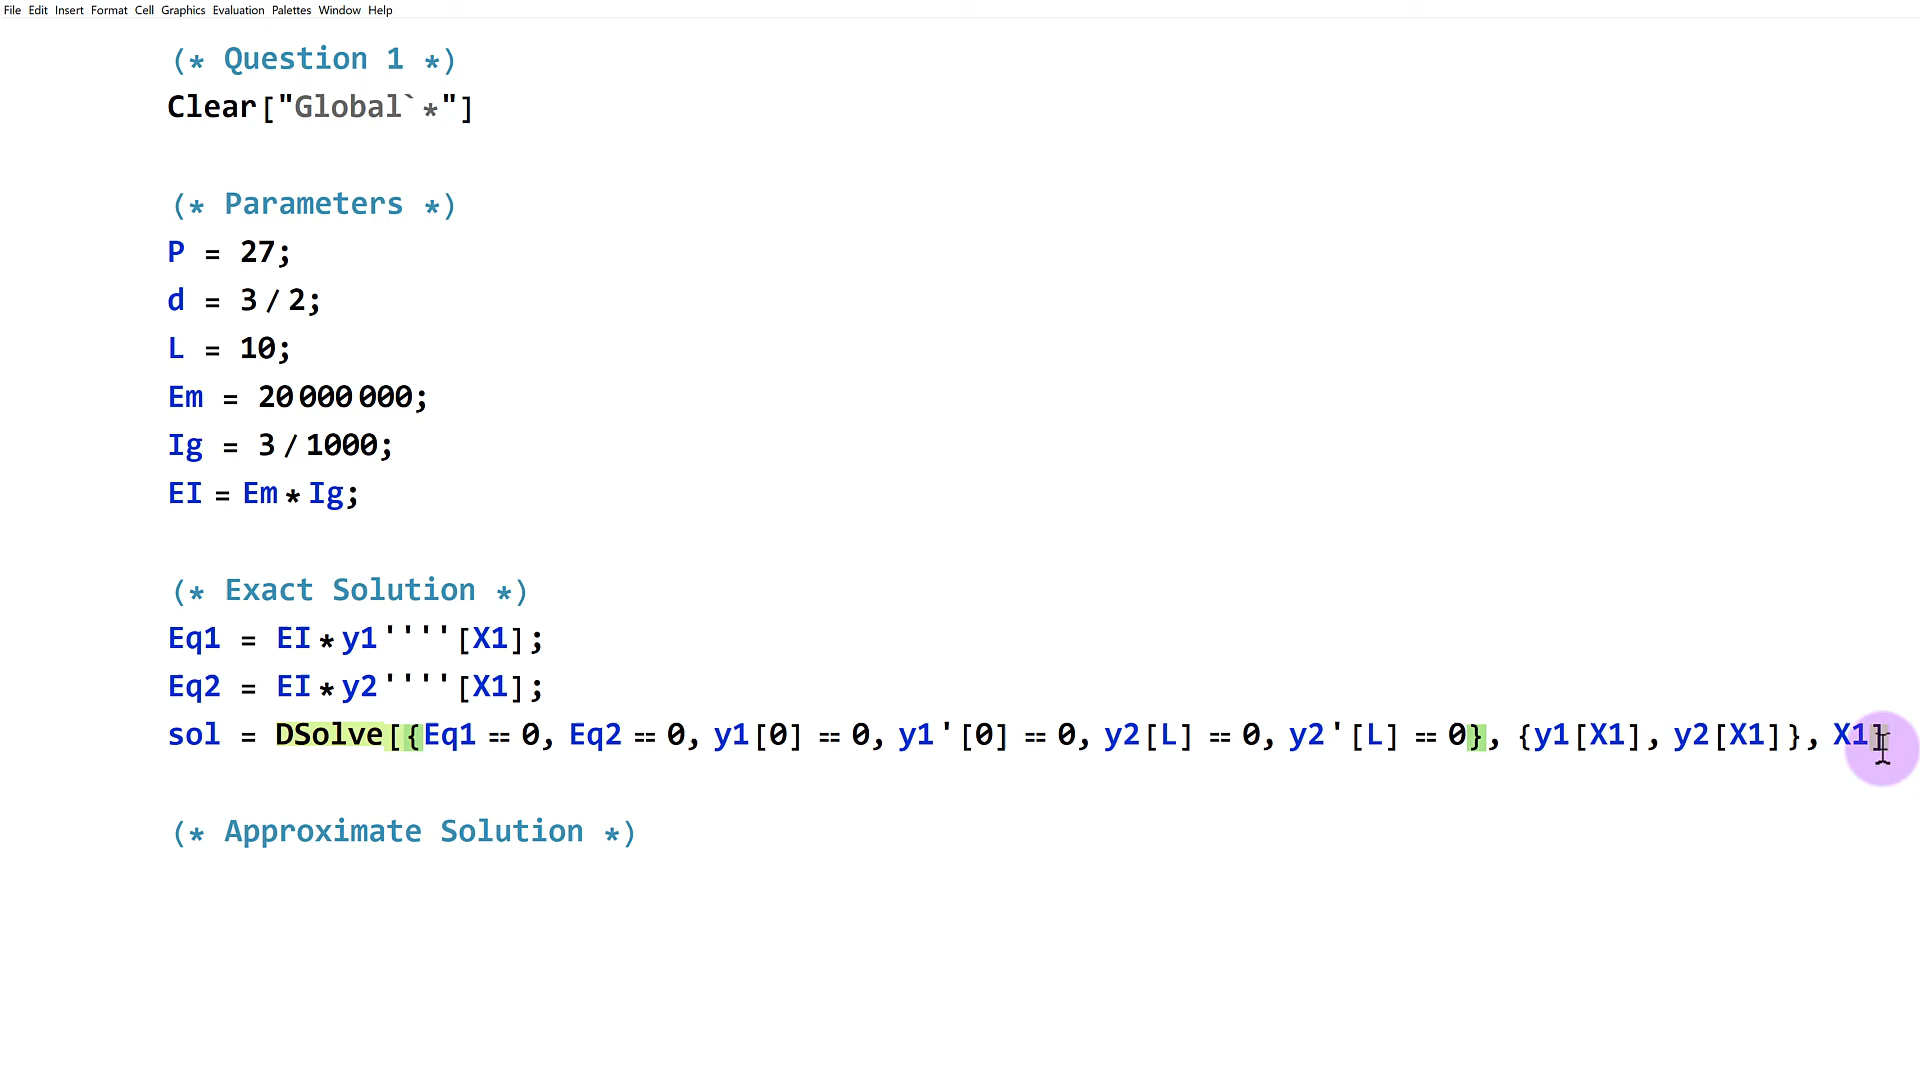 File Edit Insert Format Cell Graphics Evaluation Palettes Window Help
(* Question 1 *)
Clear["Global`*"]
(* Parameters *)
P = 27;
d = 3/2;
L = 10;
Em = 20000000;
Ig = 3/1000;
EI = Em*Ig;
(* Exact Solution *)
Eq1 = EI*y1''''[X1];
Eq2 = EI*y2''''[X1];
sol = DSolve[{Eq1 == 0, Eq2 == 0, y1[0] == 0, y1'[0] == 0, y2[L] == 0, y2'[L] == 0}, {y1[X1], y2[X1]}, X1]
(* Approximate Solution *)